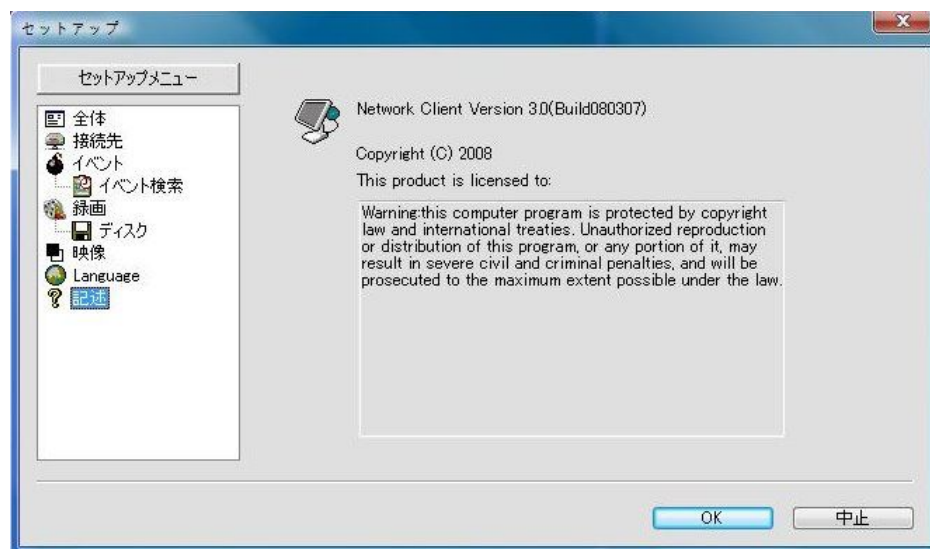 セットアップ
セットアップメニュー
全体
接続先
イベント
イベント検索
録画
ディスク
映像
Language
記述
Network Client Version 3.0(Build080307)
Copyright (C) 2008
This product is licensed to:
Warning:this computer program is protected by copyright
law and international treaties. Unauthorized reproduction
or distribution of this program, or any portion of it, may
result in severe civil and criminal penalties, and will be
prosecuted to the maximum extent possible under the law.
OK
中止